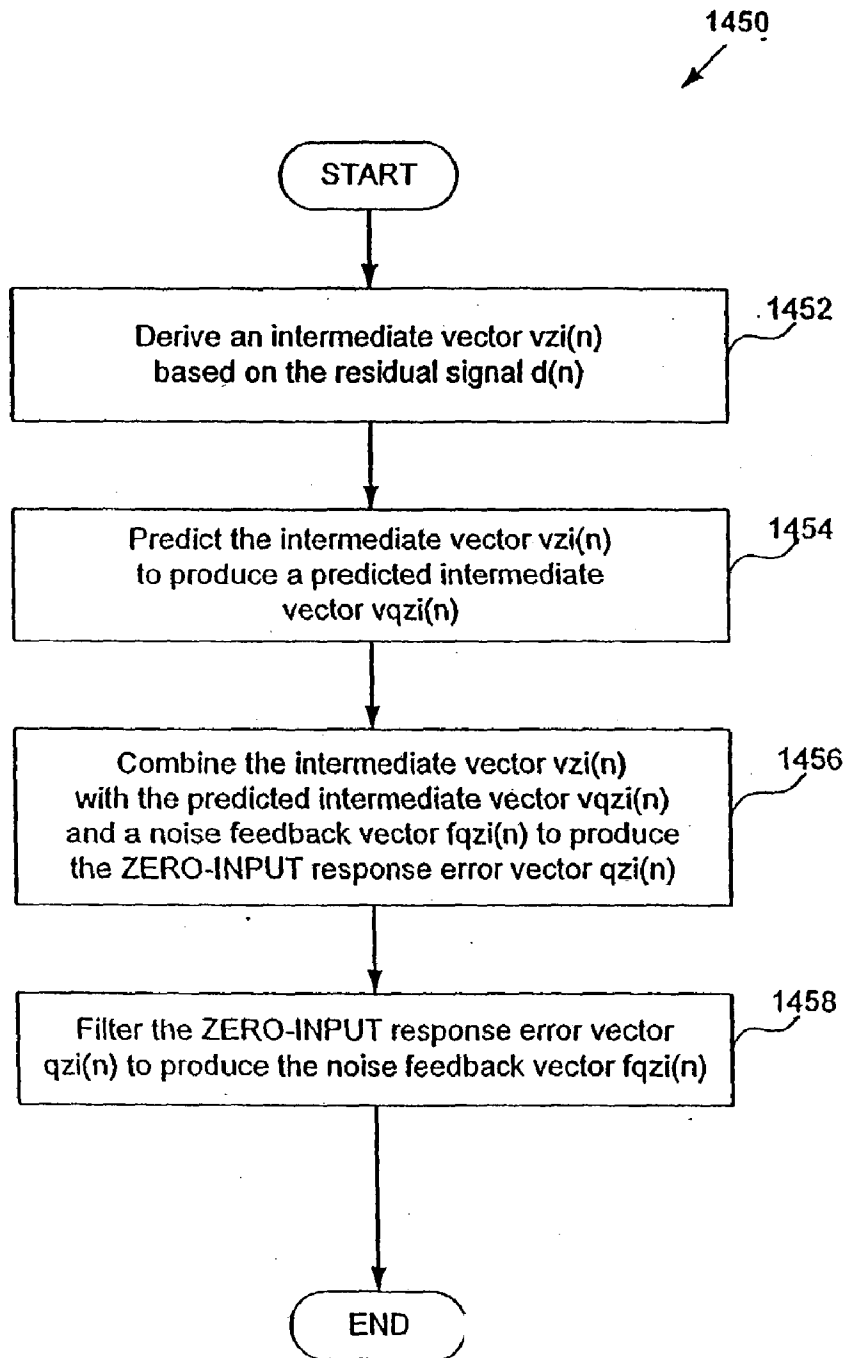 1450
START
1452
Derive an intermediate vector vzi(n)
based on the residual signal d(n)
1454
Predict the intermediate vector vzi(n)
to produce a predicted intermediate
vector vqzi(n)
1456
Combine the intermediate vector vzi(n)
with the predicted intermediate vector vqzi(n)
and a noise feedback vector fqzi(n) to produce
the ZERO-INPUT response error vector qzi(n)
1458
Filter the ZERO-INPUT response error vector
qzi(n) to produce the noise feedback vector fqzi(n)
END